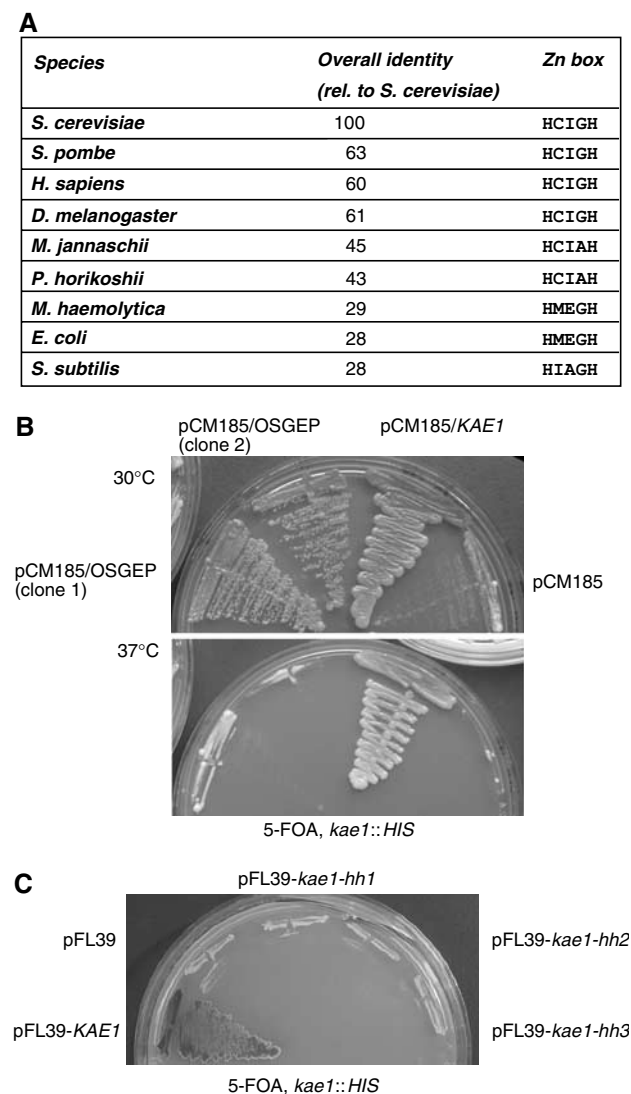 A
Species Overall identity Zn box
(rel. to S. cerevisiae)
S. cerevisiae 100 HCIGH
S. pombe 63 HCIGH
H. sapiens 60 HCIGH
D. melanogaster 61 HCIGH
M. jannaschii 45 HCIAH
P. horikoshii 43 HCIAH
M. haemolytica 29 HMEGH
E. coli 28 HMEGH
S. subtilis 28 HIAGH
B
pCM185/OSGEP
(clone 2)
pCM185/KAE1
30°C
pCM185/OSGEP
(clone 1)
pCM185
37°C
5-FOA, kae1::HIS
C
pFL39-kae1-hh1
pFL39
pFL39-kae1-hh2
pFL39-KAE1
pFL39-kae1-hh3
5-FOA, kae1::HIS